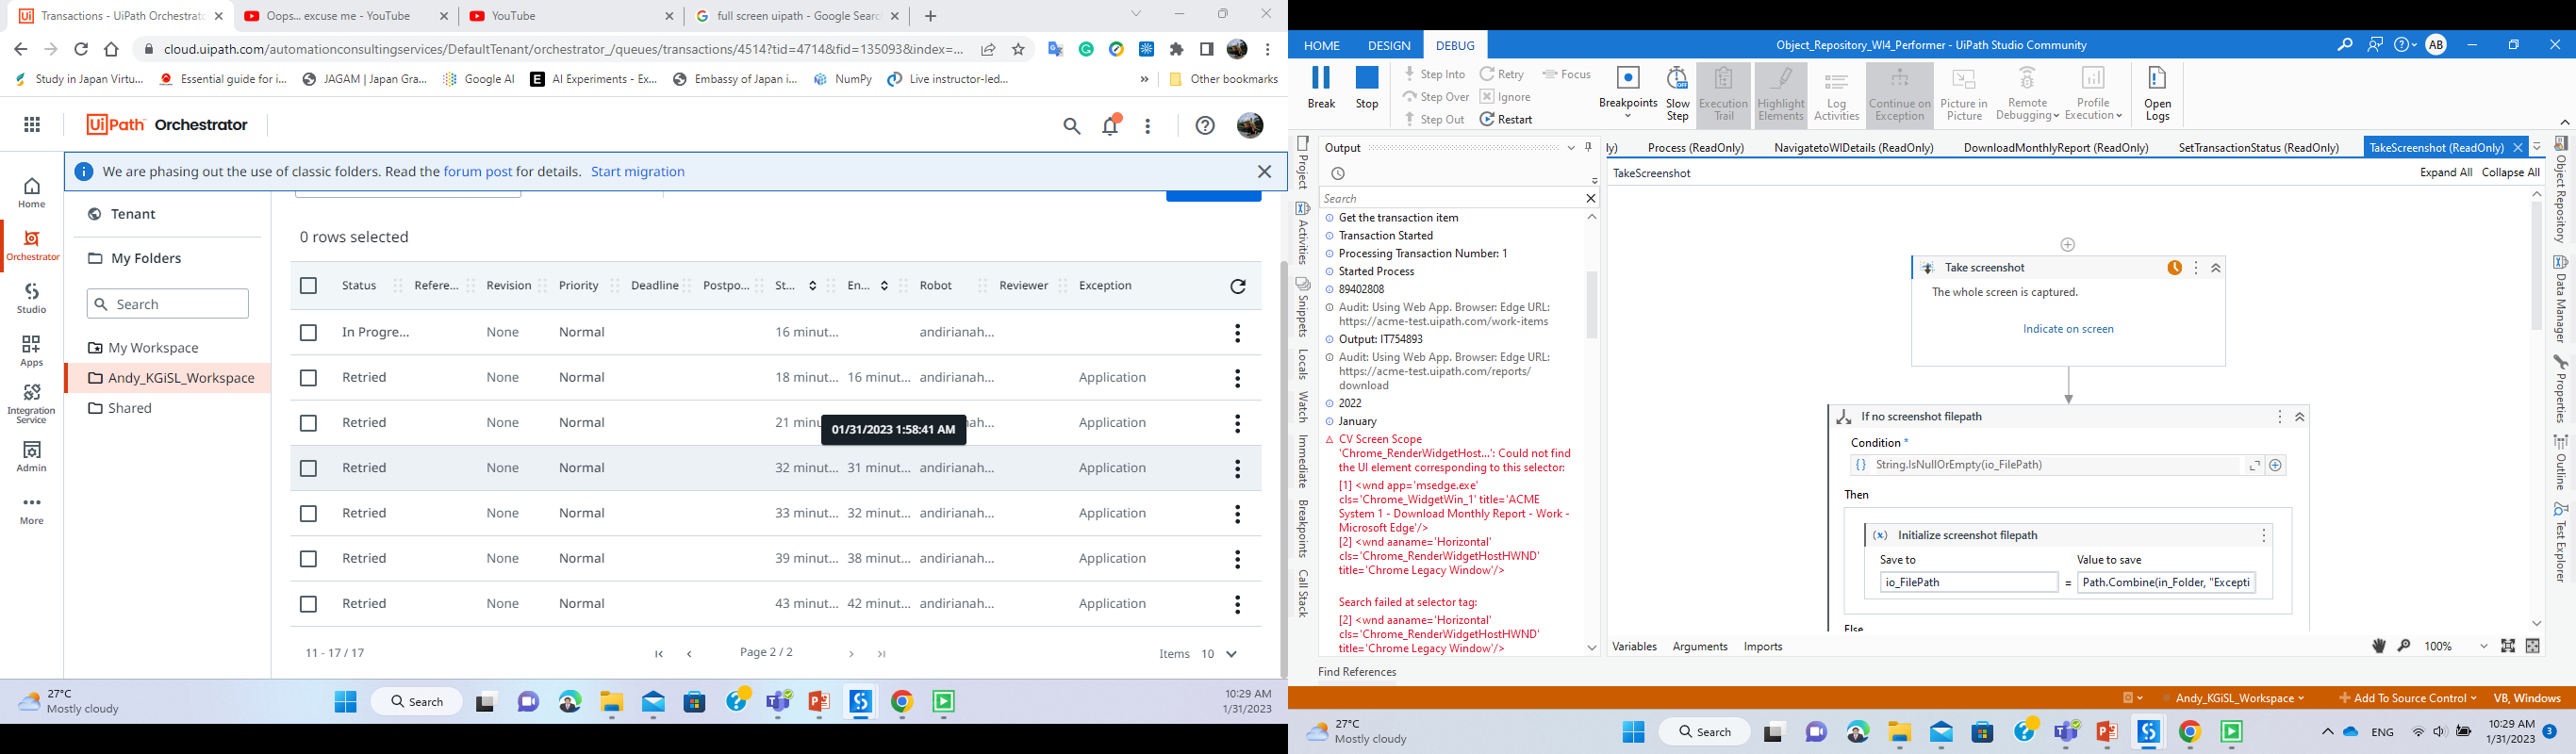 Transactions - UiPath Orchestrato
Oops... excuse me - YouTube
YouTube
full screen uipath - Google Searc
cloud.uipath.com/automationconsultingservices/DefaultTenant/orchestrator_/queues/transactions/4514?tid=4714&fid=135093&index=...
Study in Japan Virtu...
Essential guide for i...
JAGAM | Japan Gra...
Google AI
AI Experiments - Ex...
Embassy of Japan i...
NumPy
Live instructor-led...
»
Other bookmarks
UiPath Orchestrator
We are phasing out the use of classic folders. Read the forum post for details. Start migration
Home
Orchestrator
Studio
Apps
Integration
Service
Admin
More
Tenant
My Folders
Search
My Workspace
Andy_KGiSL_Workspace
Shared
0 rows selected
Status Refere... Revision Priority Deadline Postpo... St... En... Robot Reviewer Exception
In Progre... None Normal 16 minut... andirianah...
Retried None Normal 18 minut... 16 minut... andirianah... Application
Retried None Normal 21 minu ah... Application
01/31/2023 1:58:41 AM
Retried None Normal 32 minut... 31 minut... andirianah... Application
Retried None Normal 33 minut... 32 minut... andirianah... Application
Retried None Normal 39 minut... 38 minut... andirianah... Application
Retried None Normal 43 minut... 42 minut... andirianah... Application
11 - 17 / 17
Page 2 / 2
Items 10
27°C
Mostly cloudy
Search
10:29 AM
1/31/2023
HOME DESIGN DEBUG
Object_Repository_WI4_Performer - UiPath Studio Community
AB
Break
Stop
Step Into
Step Over
Step Out
Retry
Ignore
Restart
Focus
Breakpoints
Slow
Step
Execution
Trail
Highlight
Elements
Log
Activities
Continue on
Exception
Picture in
Picture
Remote
Debugging
Profile
Execution
Open
Logs
Project
Activities
Snippets
Locals
Watch
Immediate
Breakpoints
Call Stack
Output
Search
Get the transaction item
Transaction Started
Processing Transaction Number: 1
Started Process
89402808
Audit: Using Web App. Browser: Edge URL:
https://acme-test.uipath.com/work-items
Output: IT754893
Audit: Using Web App. Browser: Edge URL:
https://acme-test.uipath.com/reports/
download
2022
January
CV Screen Scope
'Chrome_RenderWidgetHost...': Could not find
the UI element corresponding to this selector:
[1] <wnd app='msedge.exe'
cls='Chrome_WidgetWin_1' title='ACME
System 1 - Download Monthly Report - Work -
Microsoft Edge'/>
[2] <wnd aaname='Horizontal'
cls='Chrome_RenderWidgetHostHWND'
title='Chrome Legacy Window'/>
Search failed at selector tag:
[2] <wnd aaname='Horizontal'
cls='Chrome_RenderWidgetHostHWND'
title='Chrome Legacy Window'/>
Find References
ly) Process (ReadOnly) NavigatetoWIDetails (ReadOnly) DownloadMonthlyReport (ReadOnly) SetTransactionStatus (ReadOnly) TakeScreenshot (ReadOnly)
TakeScreenshot
Expand All Collapse All
Take screenshot
The whole screen is captured.
Indicate on screen
If no screenshot filepath
Condition *
String.IsNullOrEmpty(io_FilePath)
Then
Initialize screenshot filepath
Save to
Value to save
io_FilePath = Path.Combine(in_Folder, "Excepti
Else
Variables Arguments Imports
100%
Object Repository
Data Manager
Properties
Outline
Test Explorer
Andy_KGiSL_Workspace
Add To Source Control
VB, Windows
27°C
Mostly cloudy
Search
ENG
10:29 AM
1/31/2023
3